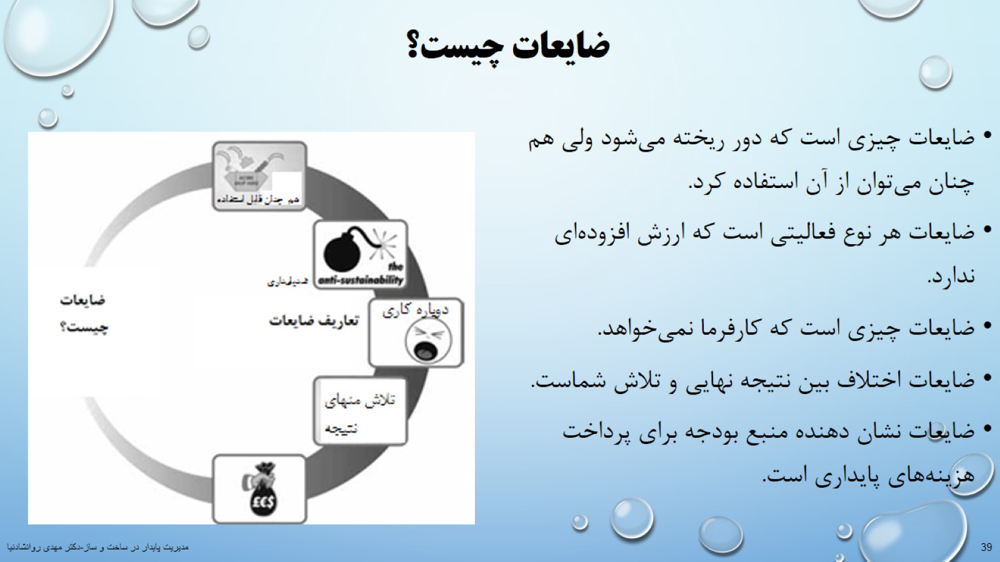 ضایعات چیست؟
• ضایعات چیزی است که دور ریخته می‌شود ولی هم
چنان می‌توان از آن استفاده کرد.
• ضایعات هر نوع فعالیتی است که ارزش افزوده‌ای
ندارد.
• ضایعات چیزی است که کارفرما نمی‌خواهد.
• ضایعات اختلاف بین نتیجه نهایی و تلاش شماست.
• ضایعات نشان دهنده منبع بودجه برای پرداخت
هزینه‌های پایداری است.
هم چنان قابل استفاده
the
anti-sustainability
دوباره کاری
تعاریف ضایعات
ضایعات
چیست؟
تلاش منهای
نتیجه
£€$
39
مدیریت پایدار در ساخت و ساز-دکتر مهدی روانشادنیا